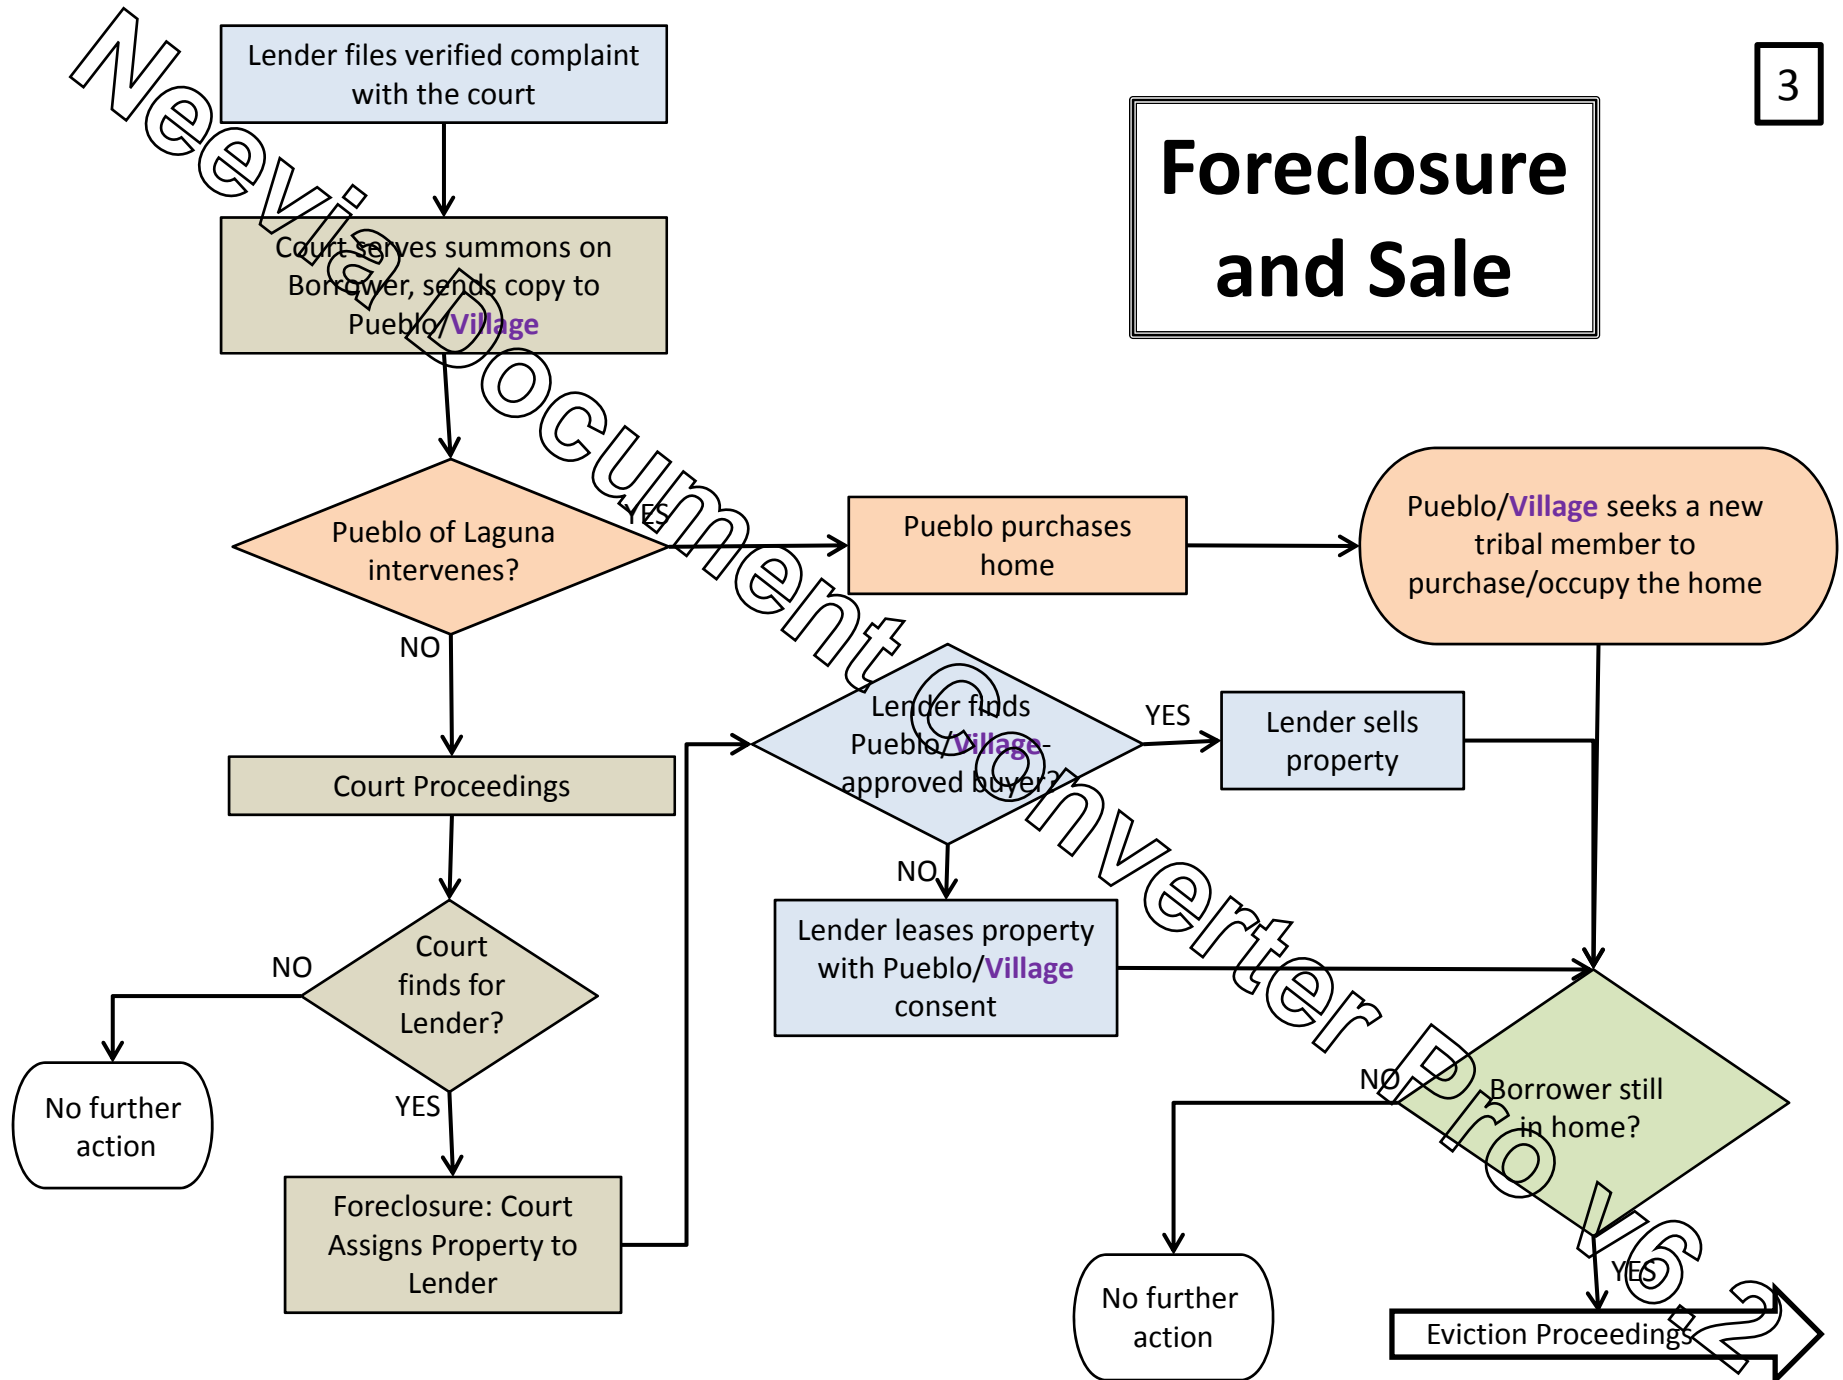 3
Foreclosure
and Sale
Lender files verified complaint
with the court
Court serves summons on
Borrower, sends copy to
Pueblo/Village
Pueblo of Laguna
intervenes?
YES
Pueblo purchases
home
Pueblo/Village seeks a new
tribal member to
purchase/occupy the home
NO
Court Proceedings
Lender finds
Pueblo/Village-
approved buyer?
YES
Lender sells
property
NO
Lender leases property
with Pueblo/Village
consent
Court
finds for
Lender?
NO
No further
action
YES
Foreclosure: Court
Assigns Property to
Lender
Borrower still
in home?
NO
No further
action
YES
Eviction Proceedings
Neevia Document Converter Pro v6.2